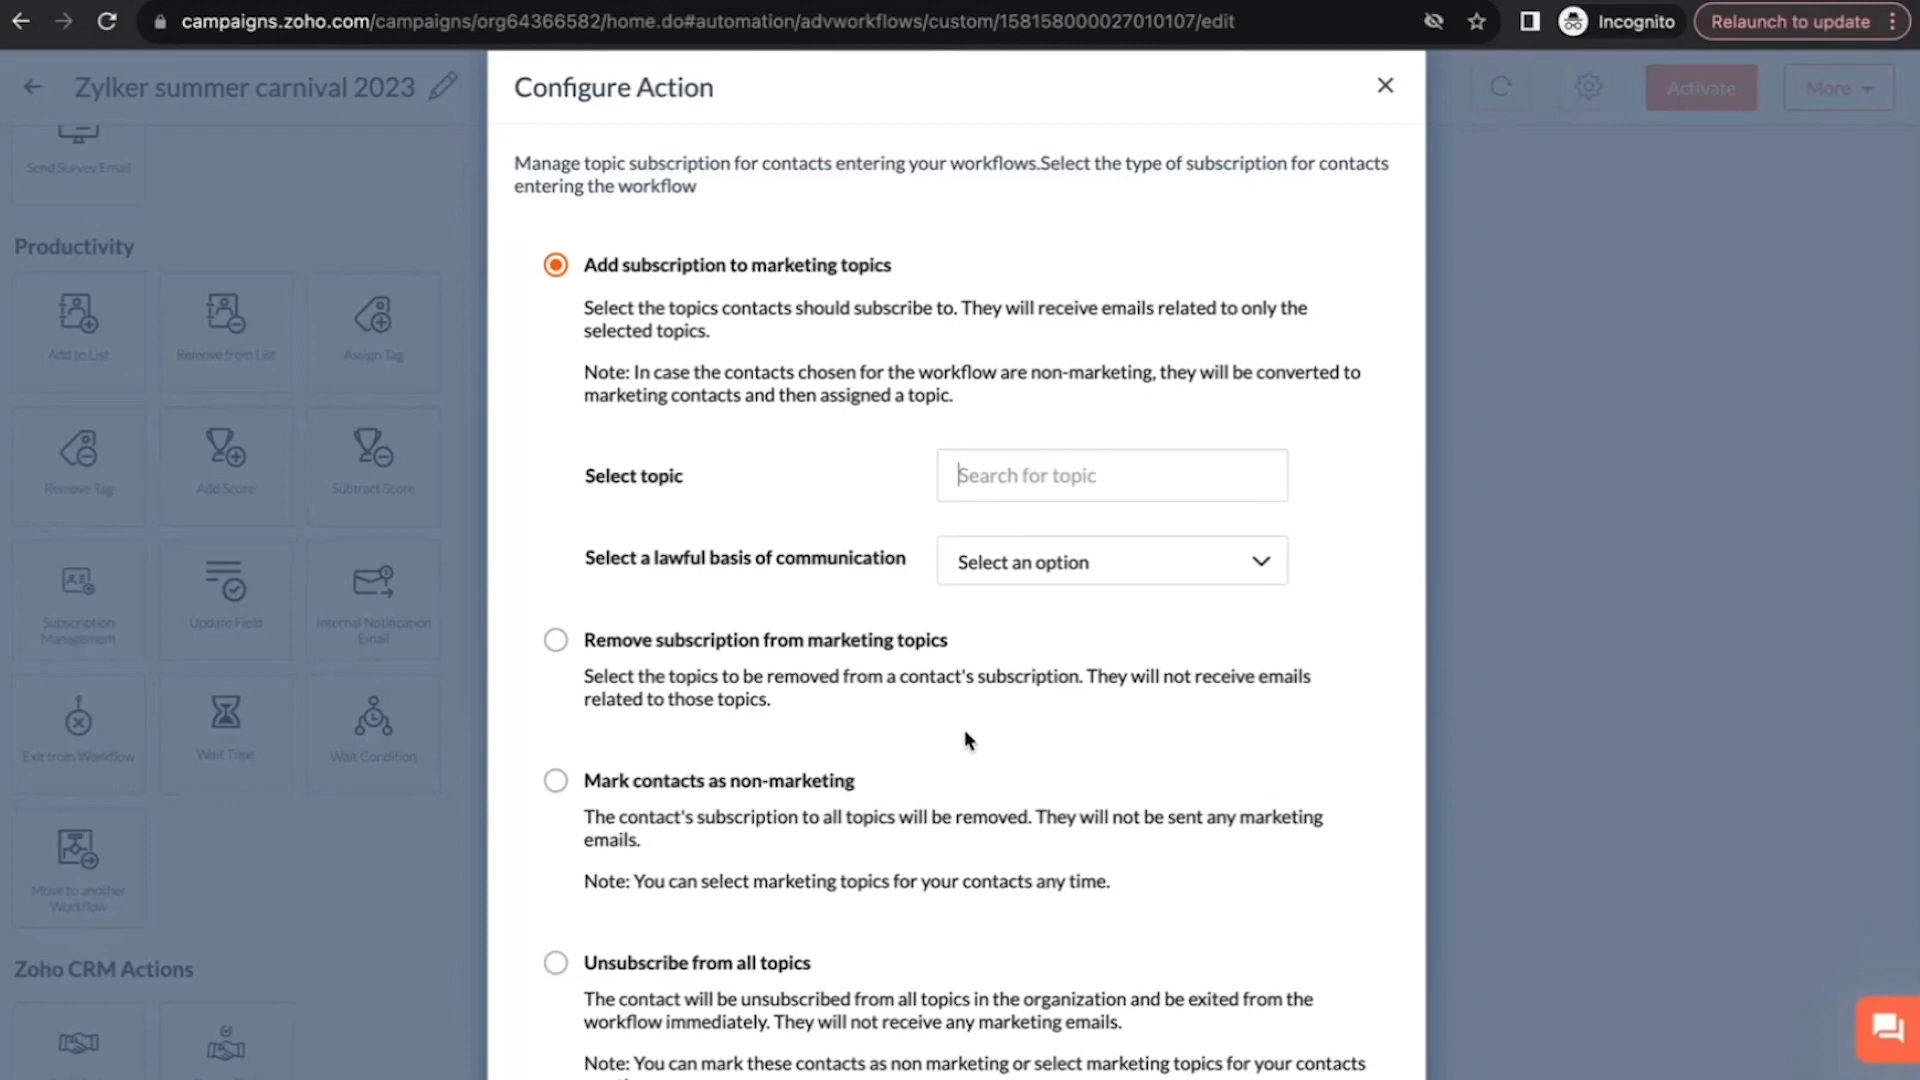 campaigns.zoho.com/campaigns/org64366582/home.do#automation/advworkflows/custom/158158000027010107/edit
Incognito
Relaunch to update
Zylker summer carnival 2023
Configure Action
Activate
More
Send Survey Email
Manage topic subscription for contacts entering your workflows.Select the type of subscription for contacts
entering the workflow
Productivity
Add to List
Remove from List
Assign Tag
Remove Tag
Add Score
Subtract Score
Subscription
Management
Update Field
Internal Notification
Email
Exit from Workflow
Wait Time
Wait Condition
Move to another
Workflow
Zoho CRM Actions
Add subscription to marketing topics
Select the topics contacts should subscribe to. They will receive emails related to only the
selected topics.
Note: In case the contacts chosen for the workflow are non-marketing, they will be converted to
marketing contacts and then assigned a topic.
Select topic
Search for topic
Select a lawful basis of communication
Select an option
Remove subscription from marketing topics
Select the topics to be removed from a contact's subscription. They will not receive emails
related to those topics.
Mark contacts as non-marketing
The contact's subscription to all topics will be removed. They will not be sent any marketing
emails.
Note: You can select marketing topics for your contacts any time.
Unsubscribe from all topics
The contact will be unsubscribed from all topics in the organization and be exited from the
workflow immediately. They will not receive any marketing emails.
Note: You can mark these contacts as non marketing or select marketing topics for your contacts